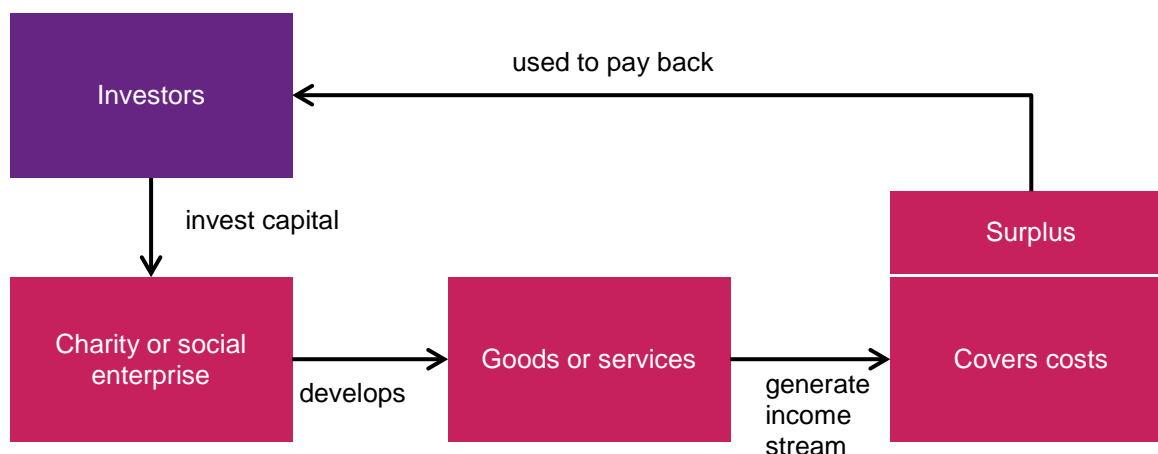 used to pay back
Investors
invest capital
Surplus
Charity or social
enterprise
develops
Goods or services
generate
income
stream
Covers costs